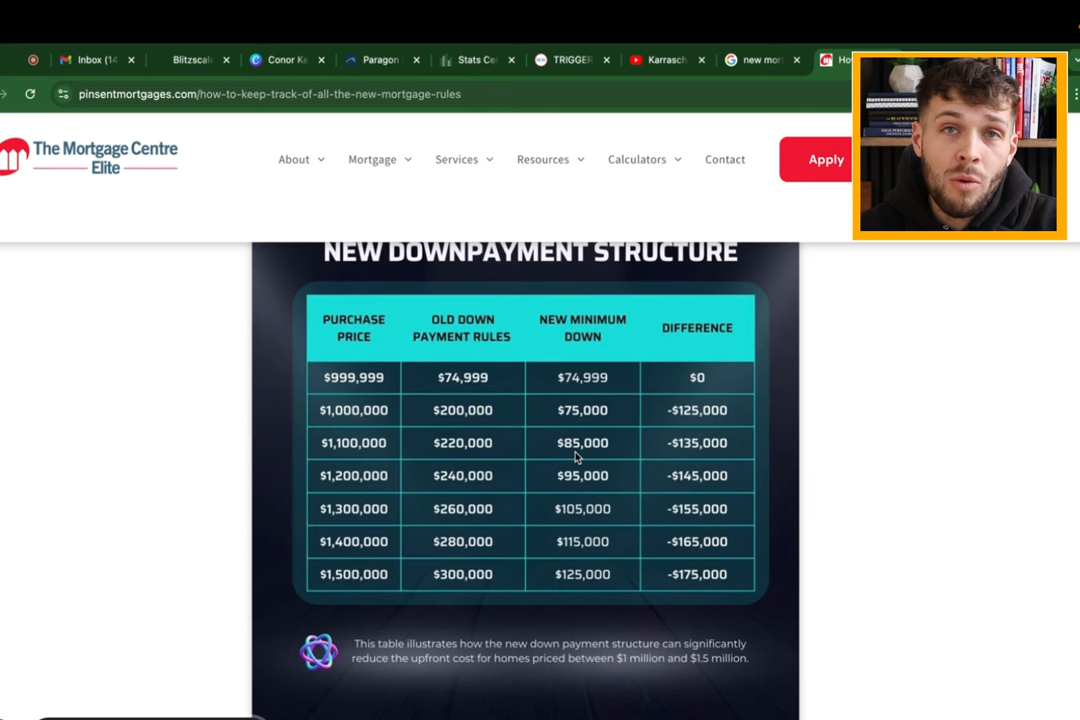 Inbox (14
Blitzscale
Conor Ke
Paragon
Stats Cen
TRIGGER
Karrasch
new mor
Ho
pinsentmortgages.com/how-to-keep-track-of-all-the-new-mortgage-rules
The Mortgage Centre
Elite
About
Mortgage
Services
Resources
Calculators
Contact
Apply
NEW DOWNPAYMENT STRUCTURE
PURCHASE PRICE OLD DOWN PAYMENT RULES NEW MINIMUM DOWN DIFFERENCE
$999,999 $74,999 $74,999 $0
$1,000,000 $200,000 $75,000 -$125,000
$1,100,000 $220,000 $85,000 -$135,000
$1,200,000 $240,000 $95,000 -$145,000
$1,300,000 $260,000 $105,000 -$155,000
$1,400,000 $280,000 $115,000 -$165,000
$1,500,000 $300,000 $125,000 -$175,000
This table illustrates how the new down payment structure can significantly
reduce the upfront cost for homes priced between $1 million and $1.5 million.